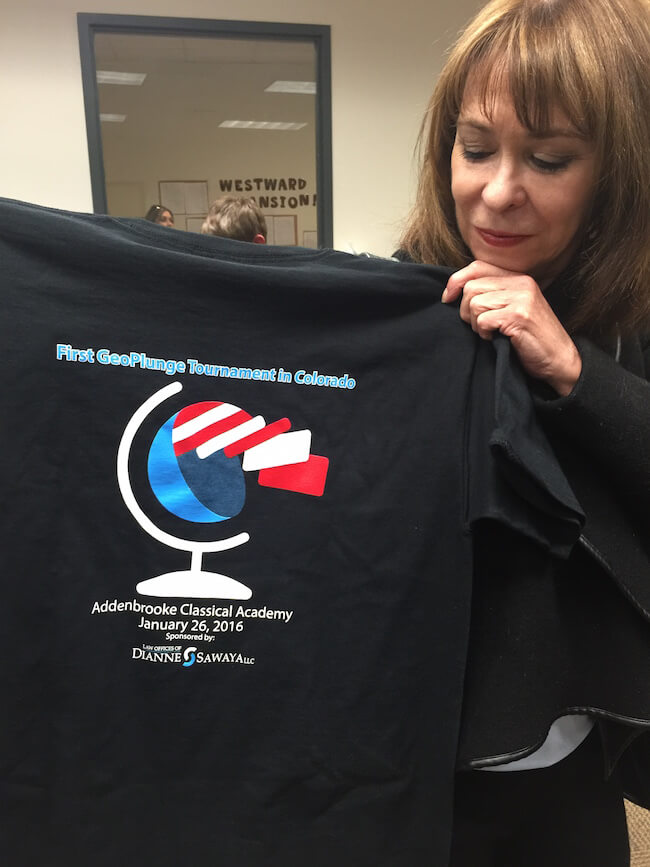 WESTWARD
First GeoPlunge Tournament in Colorado
Addenbrooke Classical Academy
January 26, 2016
Sponsored by:
LAW OFFICES OF
DIANNE SAWAYA LLC